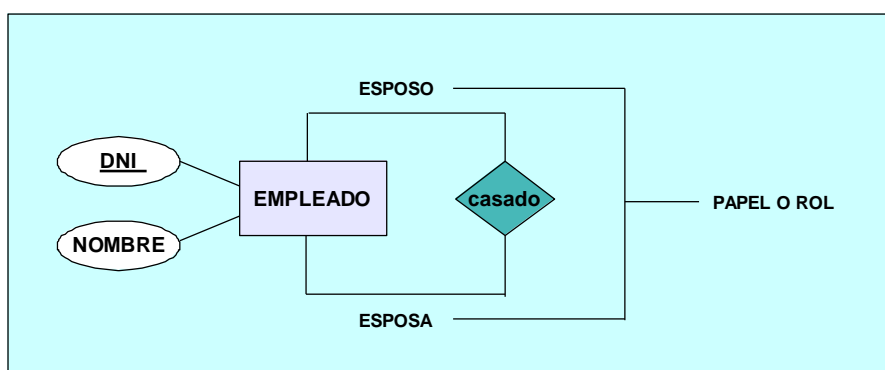 ESPOSO
DNI
EMPLEADO
casado
PAPEL O ROL
NOMBRE
ESPOSA